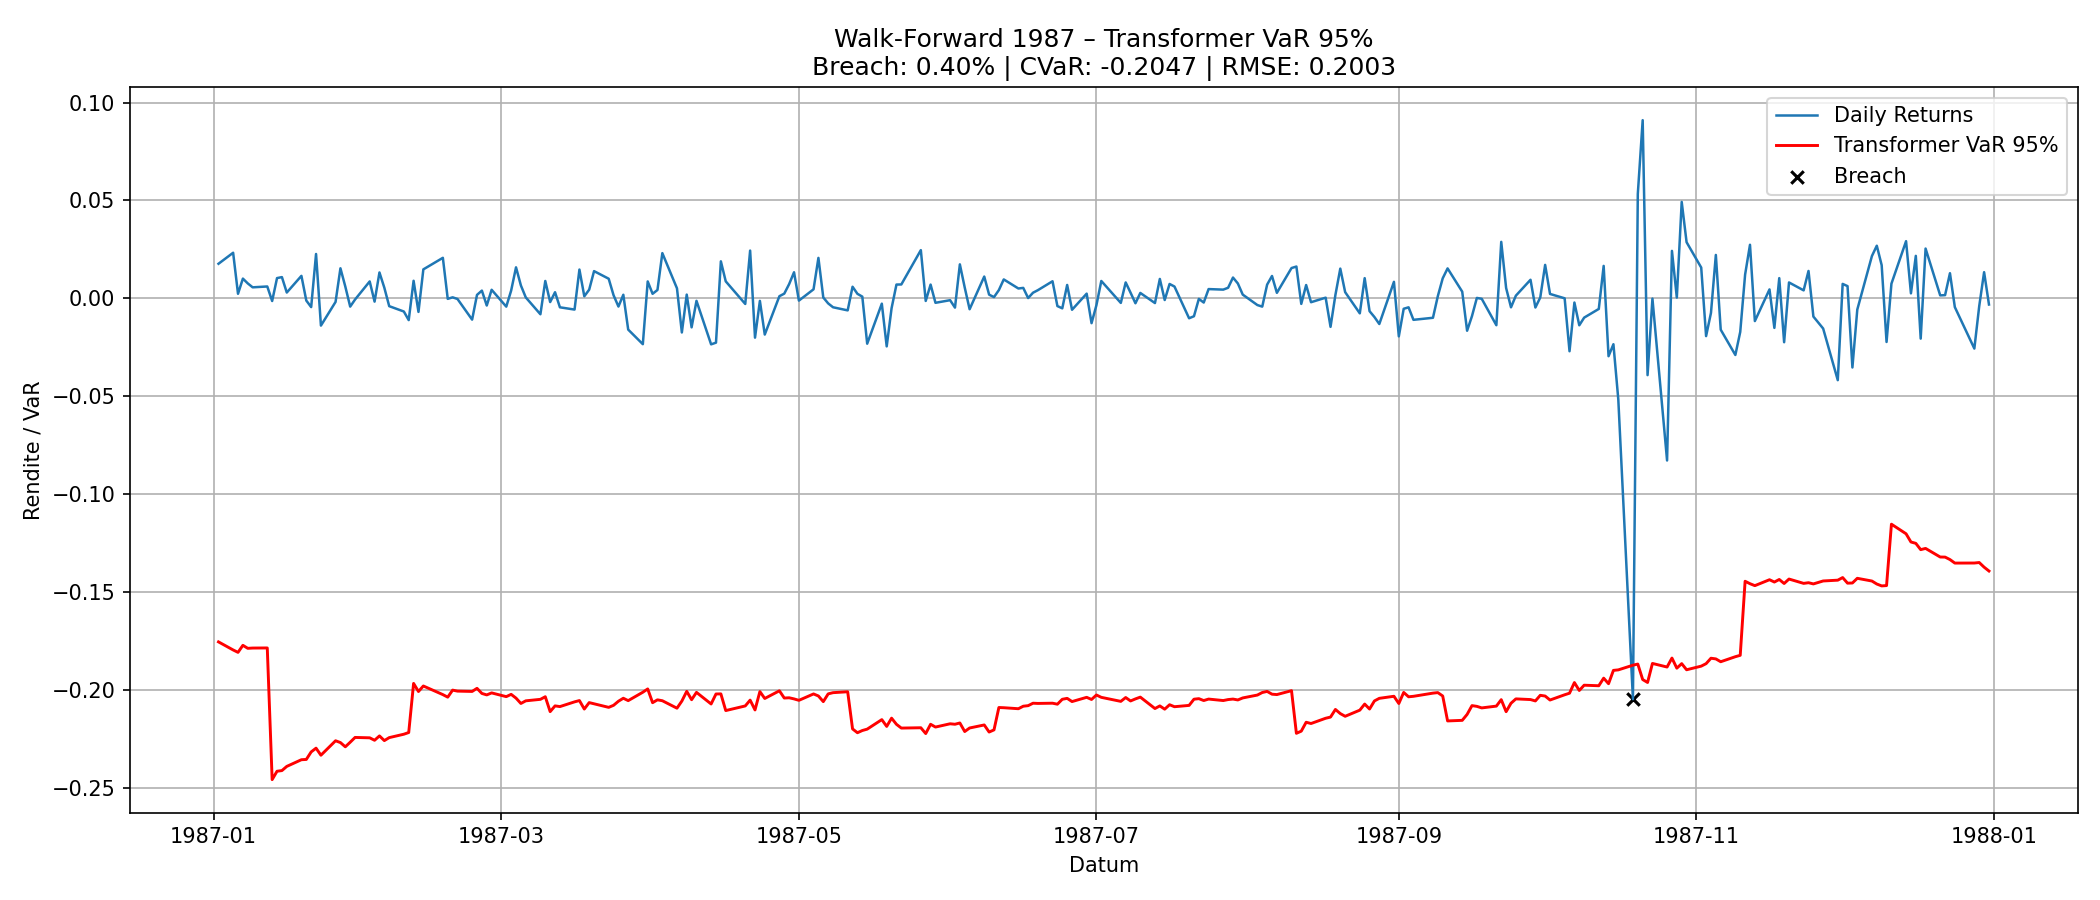 Walk-Forward 1987 – Transformer VaR 95%
Breach: 0.40% | CVaR: -0.2047 | RMSE: 0.2003
Daily Returns
Transformer VaR 95%
Breach
Rendite / VaR
0.10
0.05
0.00
−0.05
−0.10
−0.15
−0.20
−0.25
1987-01
1987-03
1987-05
1987-07
1987-09
1987-11
1988-01
Datum